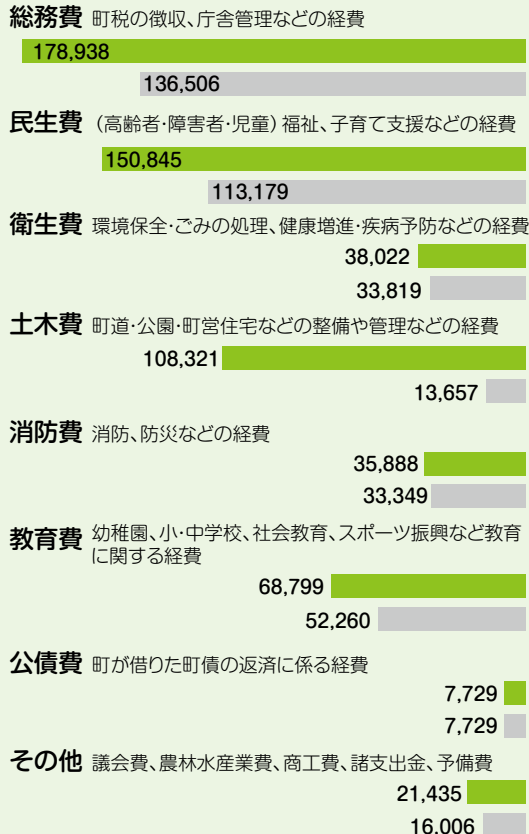 総務費 町税の徴収、庁舎管理などの経費
178,938
136,506
民生費 (高齢者・障害者・児童)福祉、子育て支援などの経費
150,845
113,179
衛生費 環境保全・ごみの処理、健康増進・疾病予防などの経費
38,022
33,819
土木費 町道・公園・町営住宅などの整備や管理などの経費
108,321
13,657
消防費 消防、防災などの経費
35,888
33,349
教育費 幼稚園、小・中学校、社会教育、スポーツ振興など教育
に関する経費
68,799
52,260
公債費 町が借りた町債の返済に係る経費
7,729
7,729
その他 議会費、農林水産業費、商工費、諸支出金、予備費
21,435
16,006